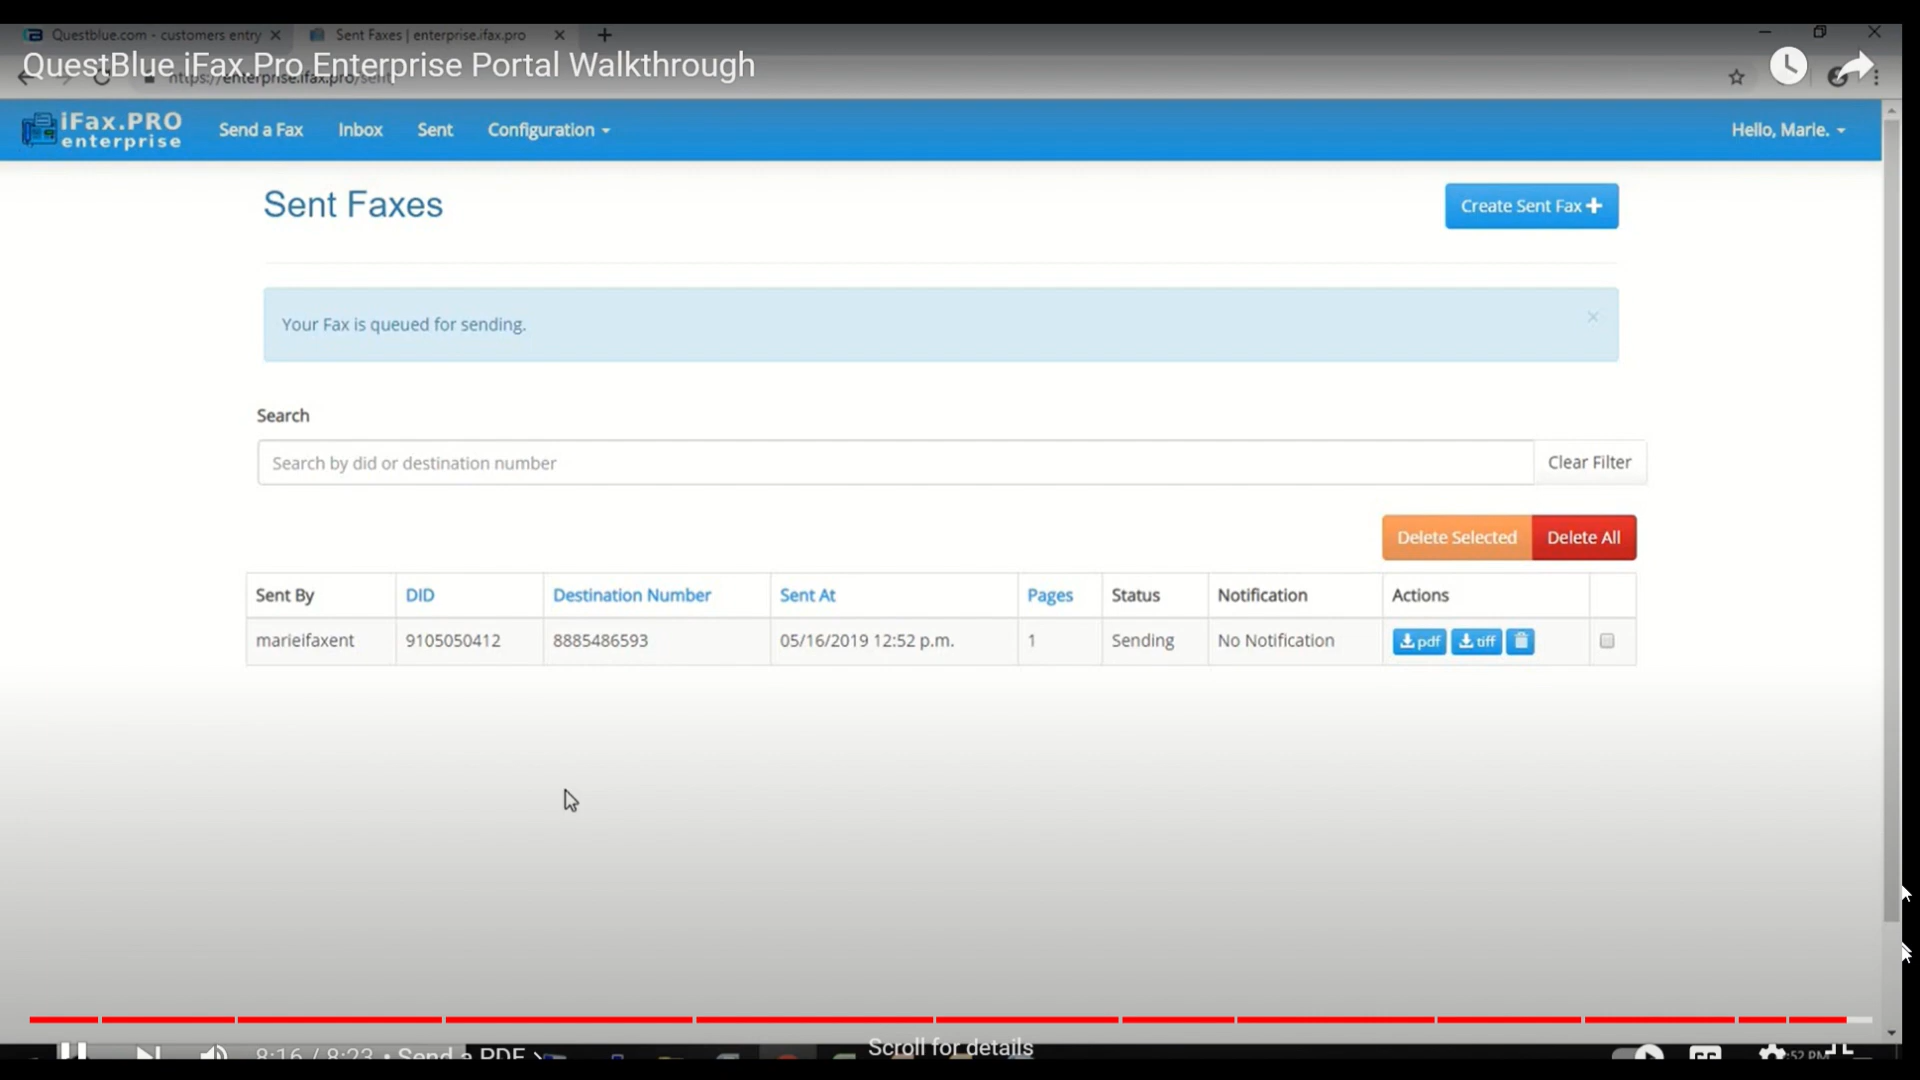 Questblue.com - customers entry
Sent Faxes | enterprise.ifax.pro
QuestBlue iFax.Pro Enterprise Portal Walkthrough
https://enterprise.ifax.pro/sent
iFax.PRO
enterprise
Send a Fax
Inbox
Sent
Configuration
Hello, Marie.
Sent Faxes
Create Sent Fax
Your Fax is queued for sending.
Search
Search by did or destination number
Clear Filter
Delete Selected
Delete All
Sent By DID Destination Number Sent At Pages Status Notification Actions
marieifaxent 9105050412 8885486593 05/16/2019 12:52 p.m. 1 Sending No Notification pdf tiff
Scroll for details
8:16 / 8:23 • Send a PDF
:52 PM